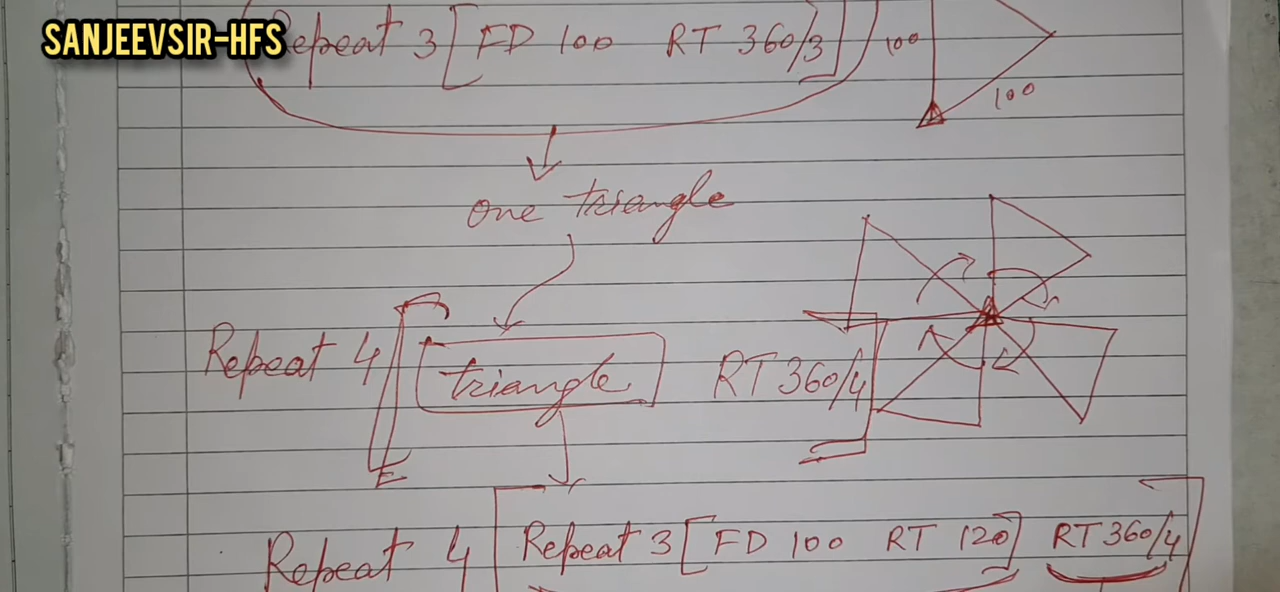 SANJEEVSIR-HFS
Repeat 3[FD 100 RT 360/3] 100
100
one triangle
Repeat 4[triangle RT 360/4]
Repeat 4[Repeat 3[FD 100 RT 120] RT 360/4]